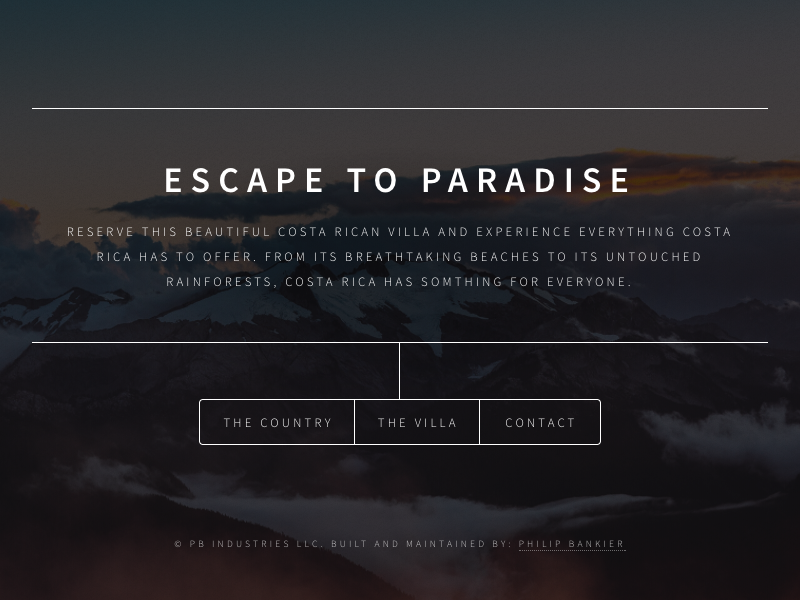 ESCAPE TO PARADISE
RESERVE THIS BEAUTIFUL COSTA RICAN VILLA AND EXPERIENCE EVERYTHING COSTA
RICA HAS TO OFFER. FROM ITS BREATHTAKING BEACHES TO ITS UNTOUCHED
RAINFORESTS, COSTA RICA HAS SOMTHING FOR EVERYONE.
THE COUNTRY THE VILLA CONTACT
© PB INDUSTRIES LLC. BUILT AND MAINTAINED BY: PHILIP BANKIER